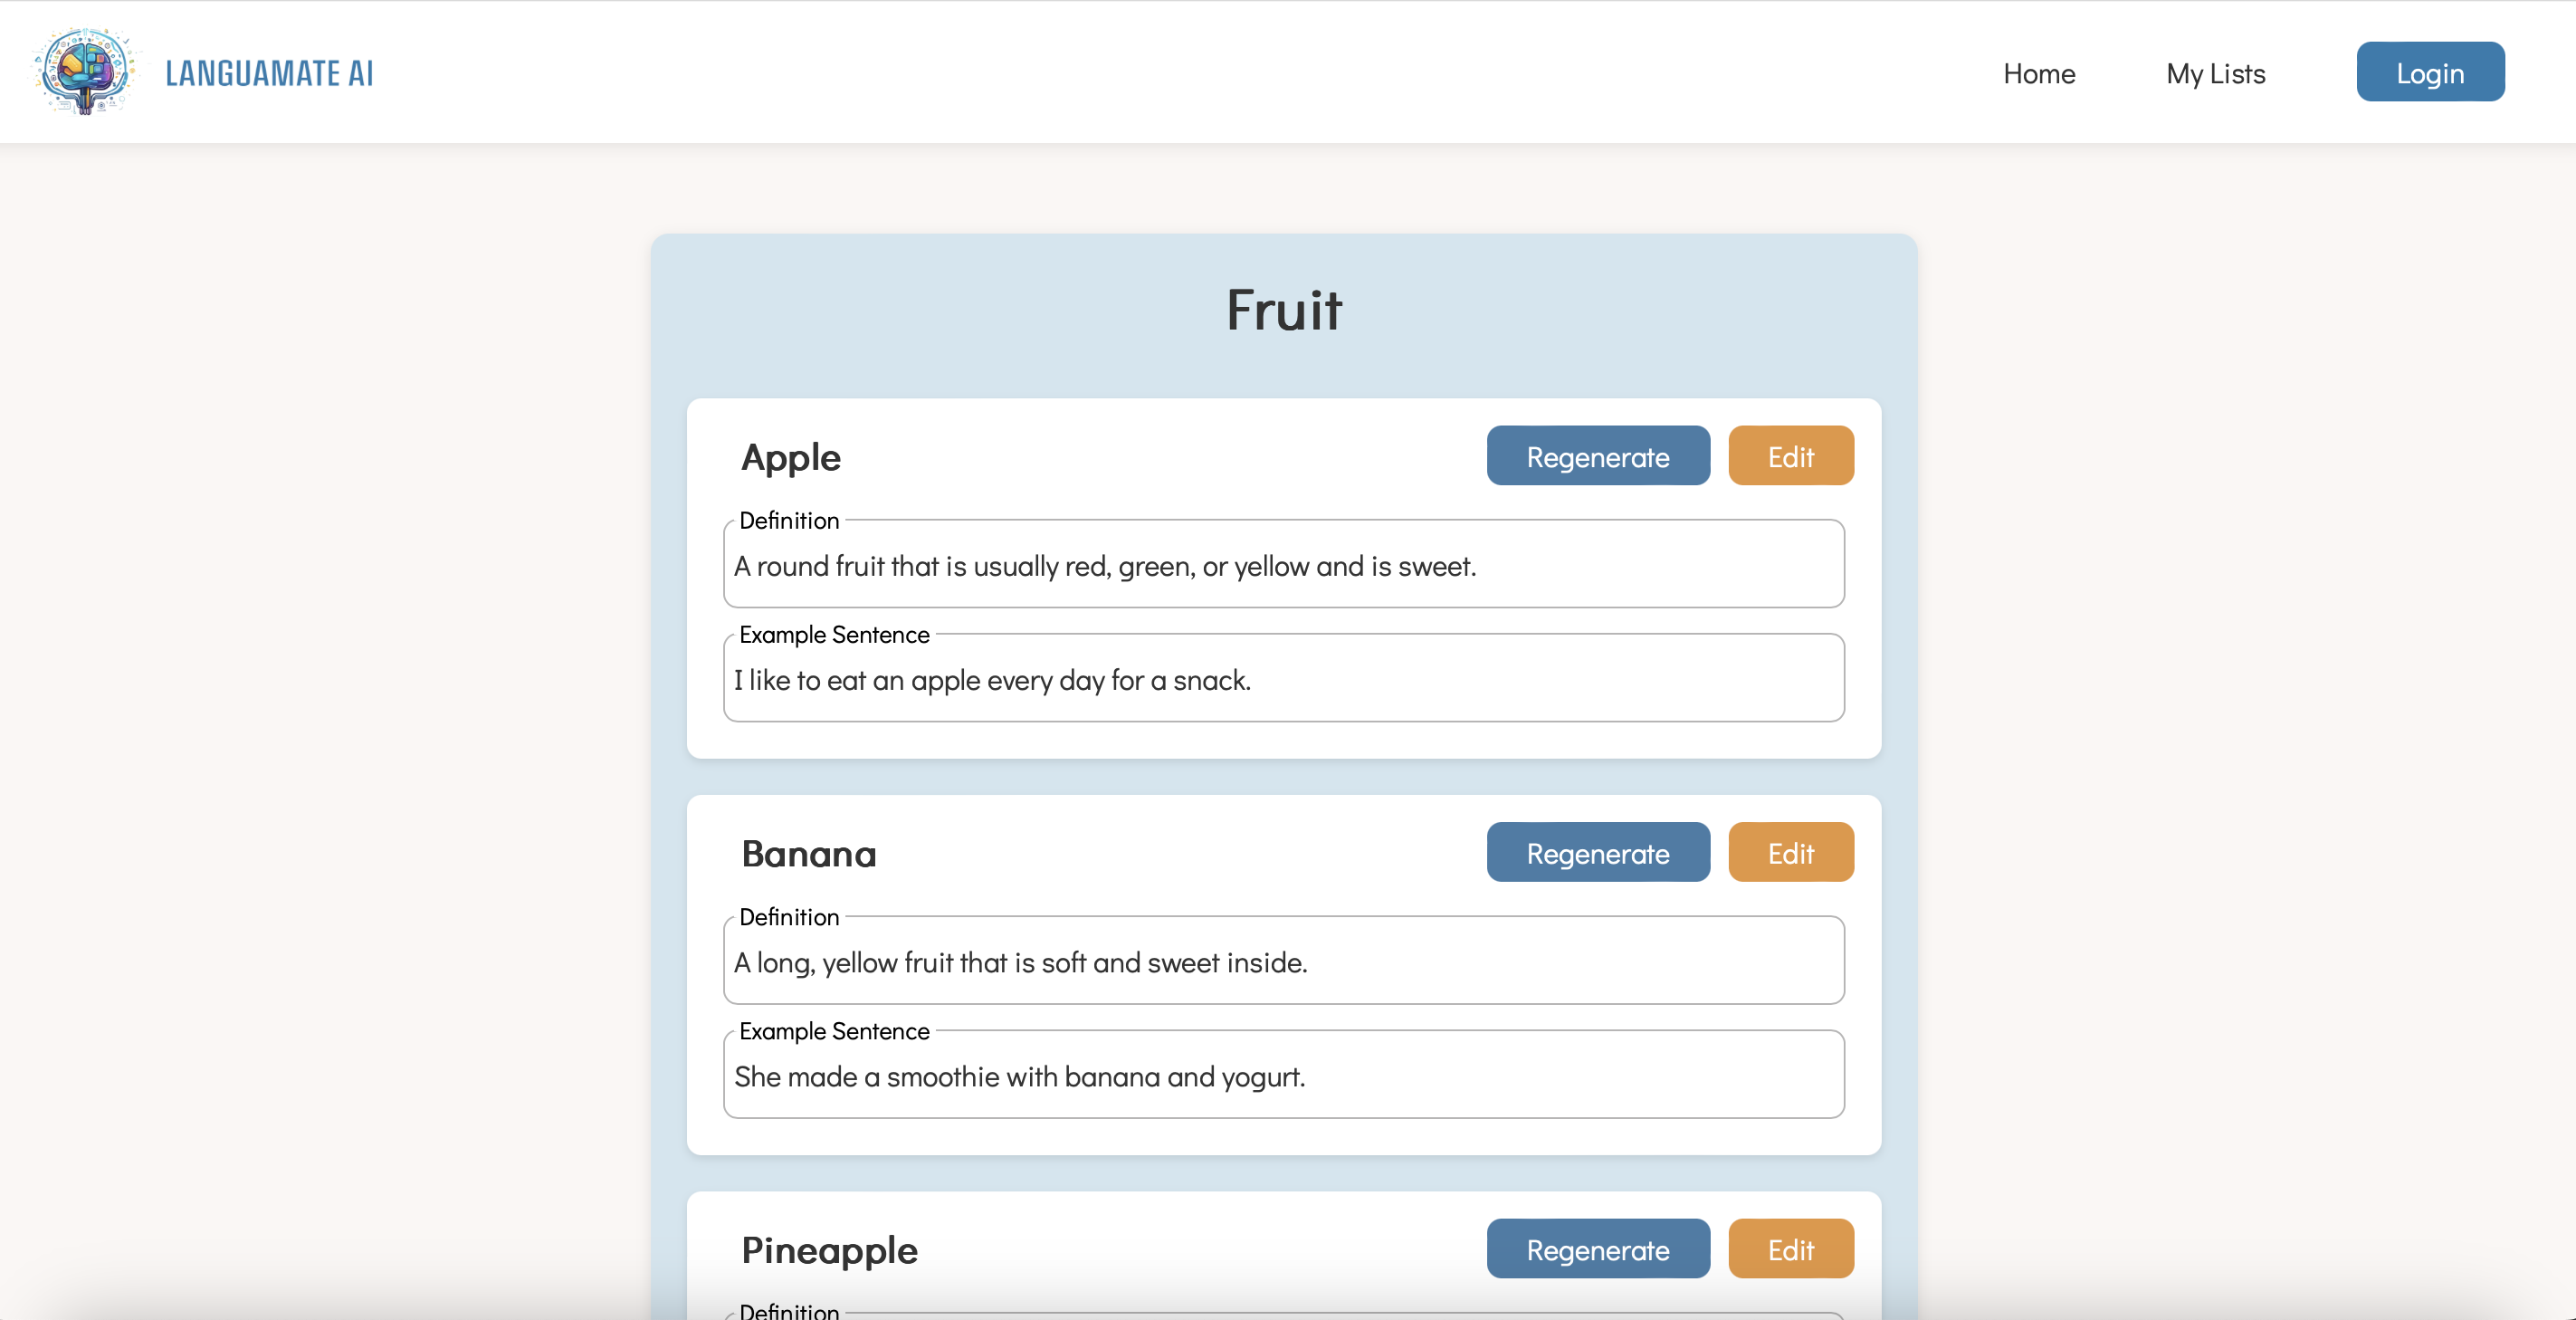 LANGUAMATE AI
Home
My Lists
Login
Fruit
Apple
Regenerate
Edit
Definition
A round fruit that is usually red, green, or yellow and is sweet.
Example Sentence
I like to eat an apple every day for a snack.
Banana
Regenerate
Edit
Definition
A long, yellow fruit that is soft and sweet inside.
Example Sentence
She made a smoothie with banana and yogurt.
Pineapple
Regenerate
Edit
Definition